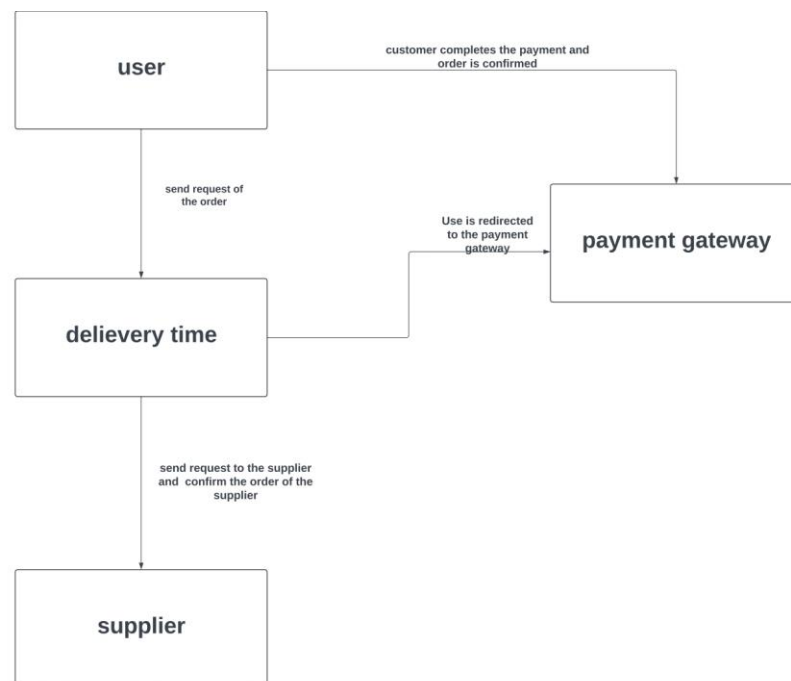 user
customer completes the payment and
order is confirmed
send request of
the order
Use is redirected
to the payment
gateway
payment gateway
delievery time
send request to the supplier
and confirm the order of the
supplier
supplier